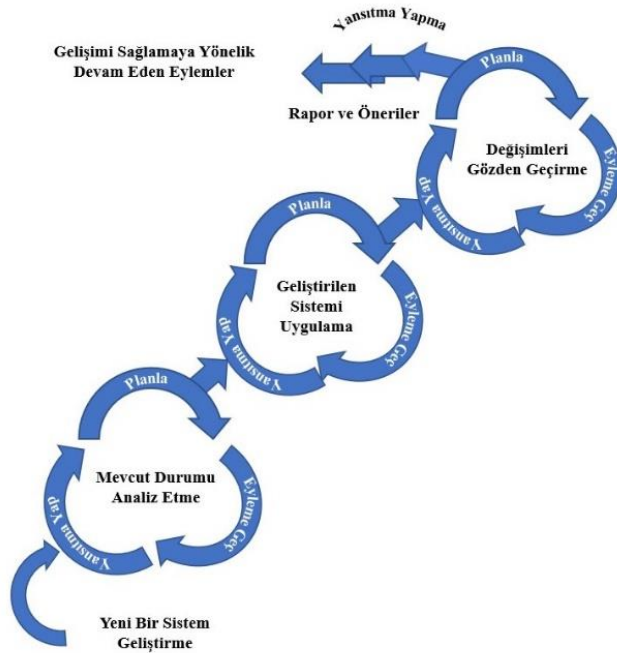 Yansıtma Yapma
Gelişimi Sağlamaya Yönelik
Devam Eden Eylemler
Rapor ve Öneriler
Planla
Eyleme Geç
Yansıtma Yap
Değişimleri
Gözden Geçirme
Planla
Eyleme Geç
Yansıtma Yap
Geliştirilen
Sistemi
Uygulama
Planla
Eyleme Geç
Yansıtma Yap
Mevcut Durumu
Analiz Etme
Yeni Bir Sistem
Geliştirme